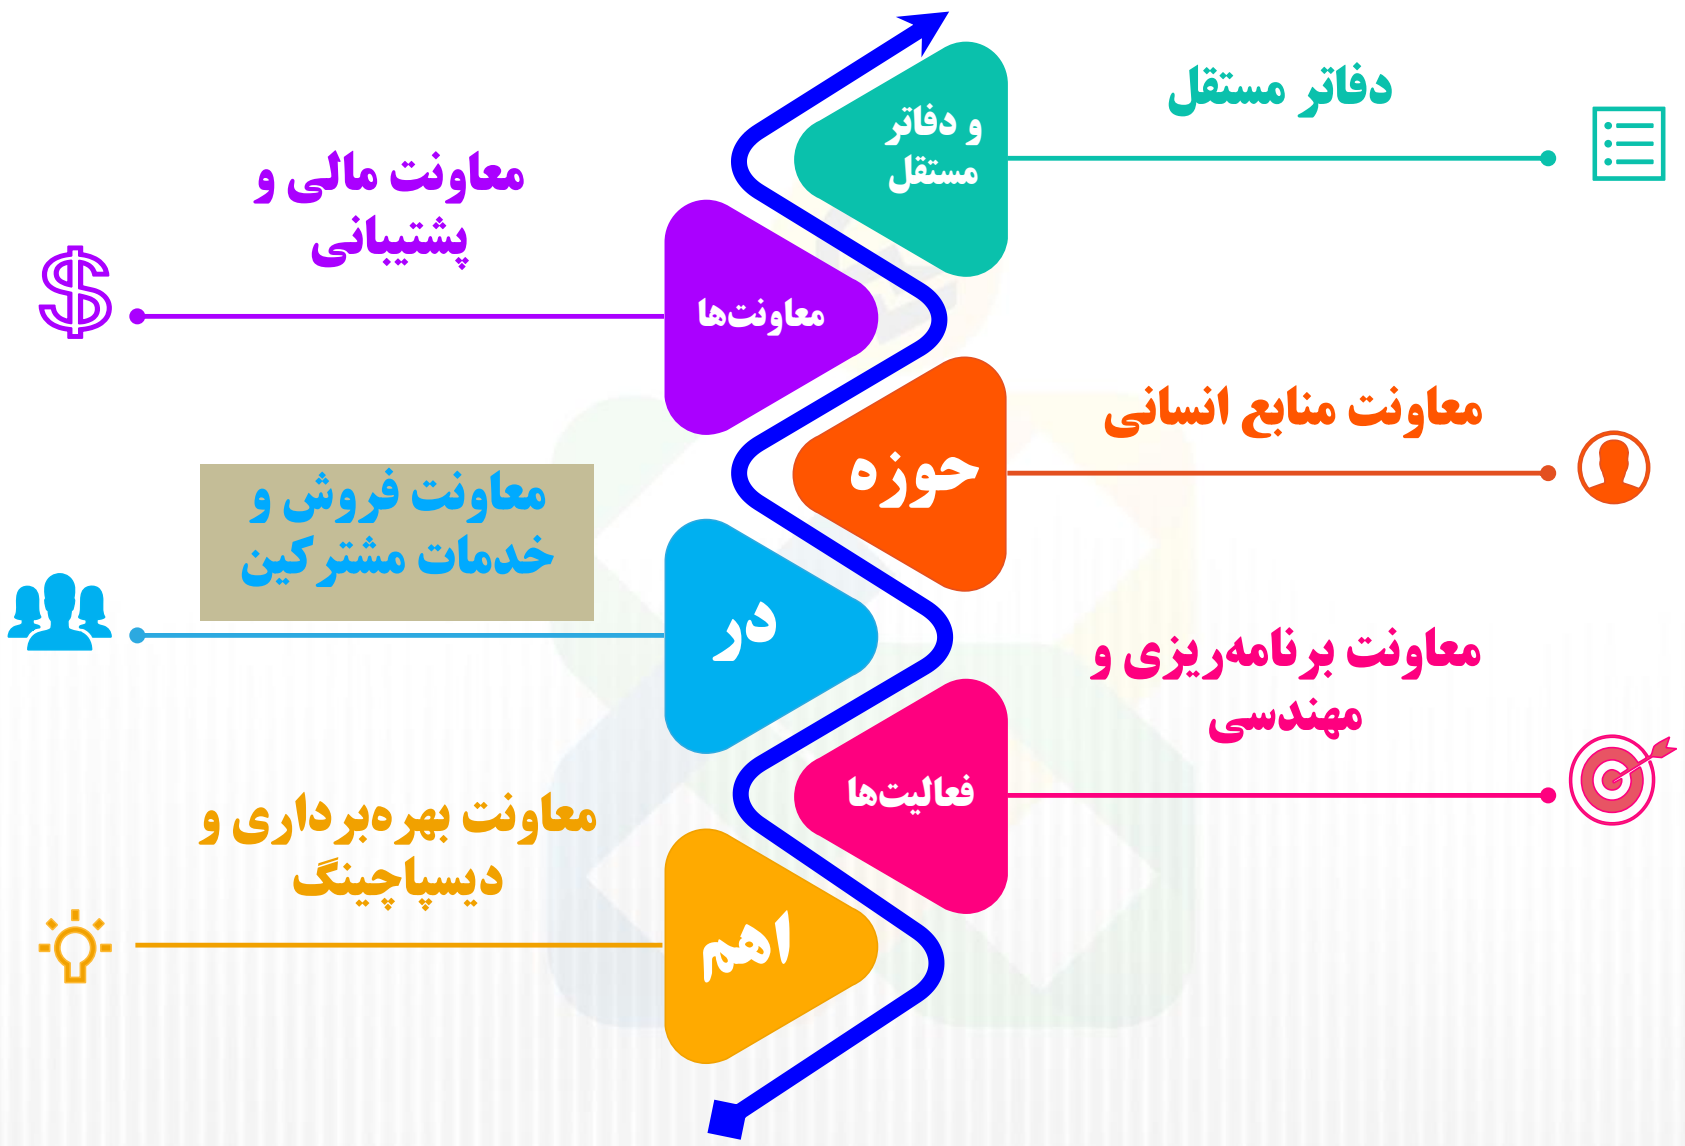 دفاتر مستقل
و دفاتر
مستقل
معاونت مالی و
پشتیبانی
معاونت‌ها
معاونت منابع انسانی
حوزه
معاونت فروش و
خدمات مشترکین
در
معاونت برنامه‌ریزی و
مهندسی
فعالیت‌ها
معاونت بهره‌برداری و
دیسپاچینگ
اهم